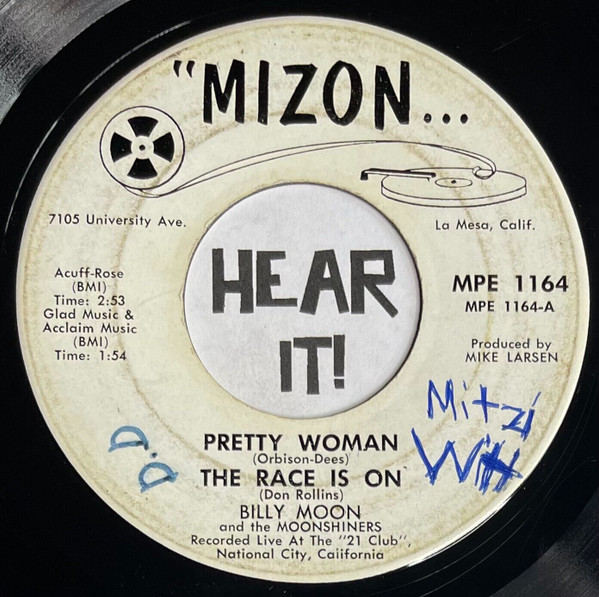 "MIZON...
7105 University Ave.
La Mesa, Calif.
Acuff-Rose
(BMI)
Time: 2:53
Glad Music &
Acclaim Music
(BMI)
Time: 1:54
HEAR
IT!
MPE 1164
MPE 1164-A
Produced by
MIKE LARSEN
D.D
Mitzi
PRETTY WOMAN
(Orbison-Dees)
THE RACE IS ON
(Don Rollins)
BILLY MOON
and the MOONSHINERS
Recorded Live At The "21 Club",
National City, Caiifornia